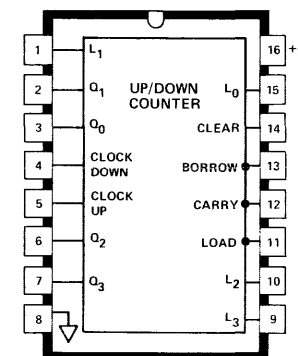 1 L1 16 +
2 Q1 UP/DOWN COUNTER L0 15
3 Q0 CLEAR 14
4 CLOCK DOWN BORROW 13
5 CLOCK UP CARRY 12
6 Q2 LOAD 11
7 Q3 L2 10
8 L3 9